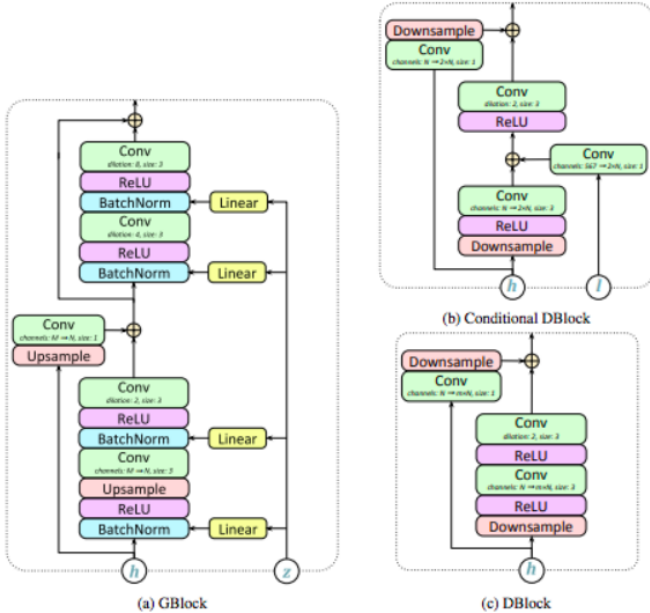 Conv
dilation: 8, size: 3
ReLU
BatchNorm
Linear
Conv
dilation: 4, size: 3
ReLU
BatchNorm
Linear
Conv
channels: M → N, size: 1
Upsample
Conv
dilation: 2, size: 3
ReLU
BatchNorm
Linear
Conv
channels: M → N, size: 3
Upsample
ReLU
BatchNorm
Linear
h
z
(a) GBlock
Downsample
Conv
channels: N → 2×N, size: 1
Conv
dilation: 2, size: 3
ReLU
Conv
channels: 567 → 2×N, size: 1
Conv
channels: N → 2×N, size: 3
ReLU
Downsample
h
l
(b) Conditional DBlock
Downsample
Conv
channels: N → m×N, size: 1
Conv
dilation: 2, size: 3
ReLU
Conv
channels: N → m×N, size: 3
ReLU
Downsample
h
(c) DBlock